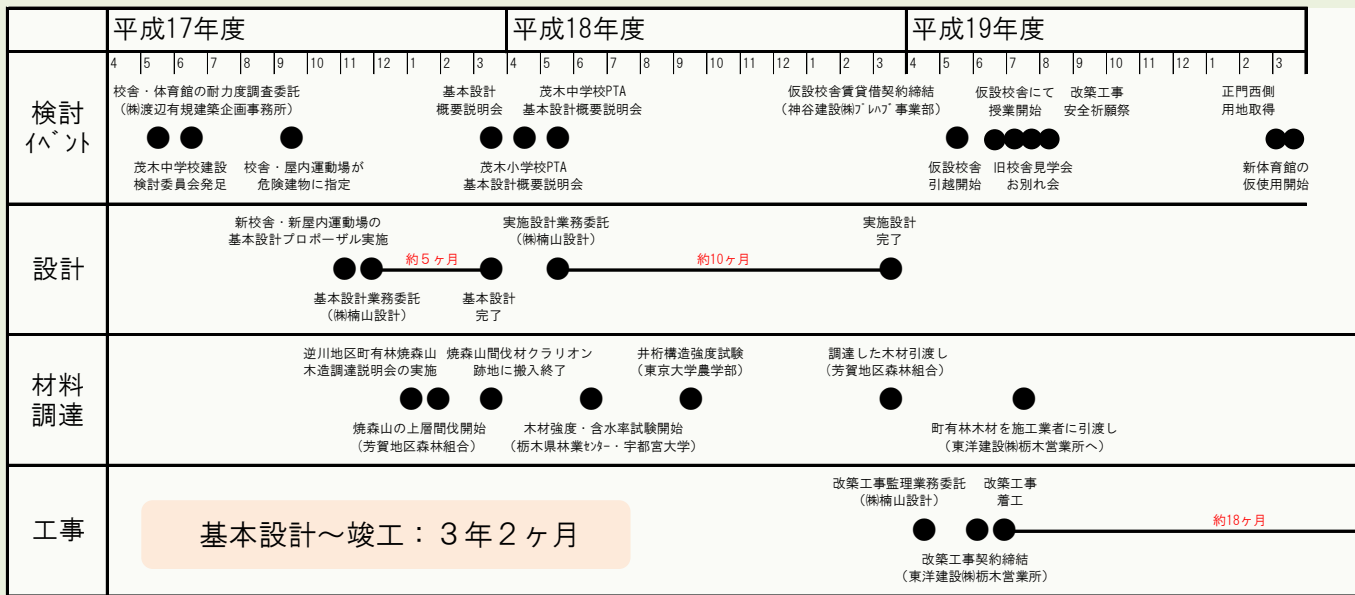 平成17年度
平成18年度
平成19年度
4 5 6 7 8 9 10 11 12 1 2 3 4 5 6 7 8 9 10 11 12 1 2 3 4 5 6 7 8 9 10 11 12 1 2 3
検討
ｲﾍﾞﾝﾄ
校舎・体育館の耐力度調査委託
（㈱渡辺有規建築企画事務所）
基本設計
概要説明会
茂木中学校PTA
基本設計概要説明会
仮設校舎賃貸借契約締結
（神谷建設㈱ﾌﾟﾚﾊﾌﾞ事業部）
仮設校舎にて
授業開始
改築工事
安全祈願祭
正門西側
用地取得
茂木中学校建設
検討委員会発足
校舎・屋内運動場が
危険建物に指定
茂木小学校PTA
基本設計概要説明会
仮設校舎
引越開始
旧校舎見学会
お別れ会
新体育館の
仮使用開始
設計
新校舎・新屋内運動場の
基本設計プロポーザル実施
実施設計業務委託
（㈱楠山設計）
実施設計
完了
約５ヶ月
約10ヶ月
基本設計業務委託
（㈱楠山設計）
基本設計
完了
材料
調達
逆川地区町有林焼森山
木造調達説明会の実施
焼森山間伐材クラリオン
跡地に搬入終了
井桁構造強度試験
（東京大学農学部）
調達した木材引渡し
（芳賀地区森林組合）
焼森山の上層間伐開始
（芳賀地区森林組合）
木材強度・含水率試験開始
（栃木県林業ｾﾝﾀｰ・宇都宮大学）
町有林木材を施工業者に引渡し
（東洋建設㈱栃木営業所へ）
工事
基本設計～竣工：３年２ヶ月
改築工事監理業務委託
（㈱楠山設計）
改築工事
着工
約18ヶ月
改築工事契約締結
（東洋建設㈱栃木営業所）